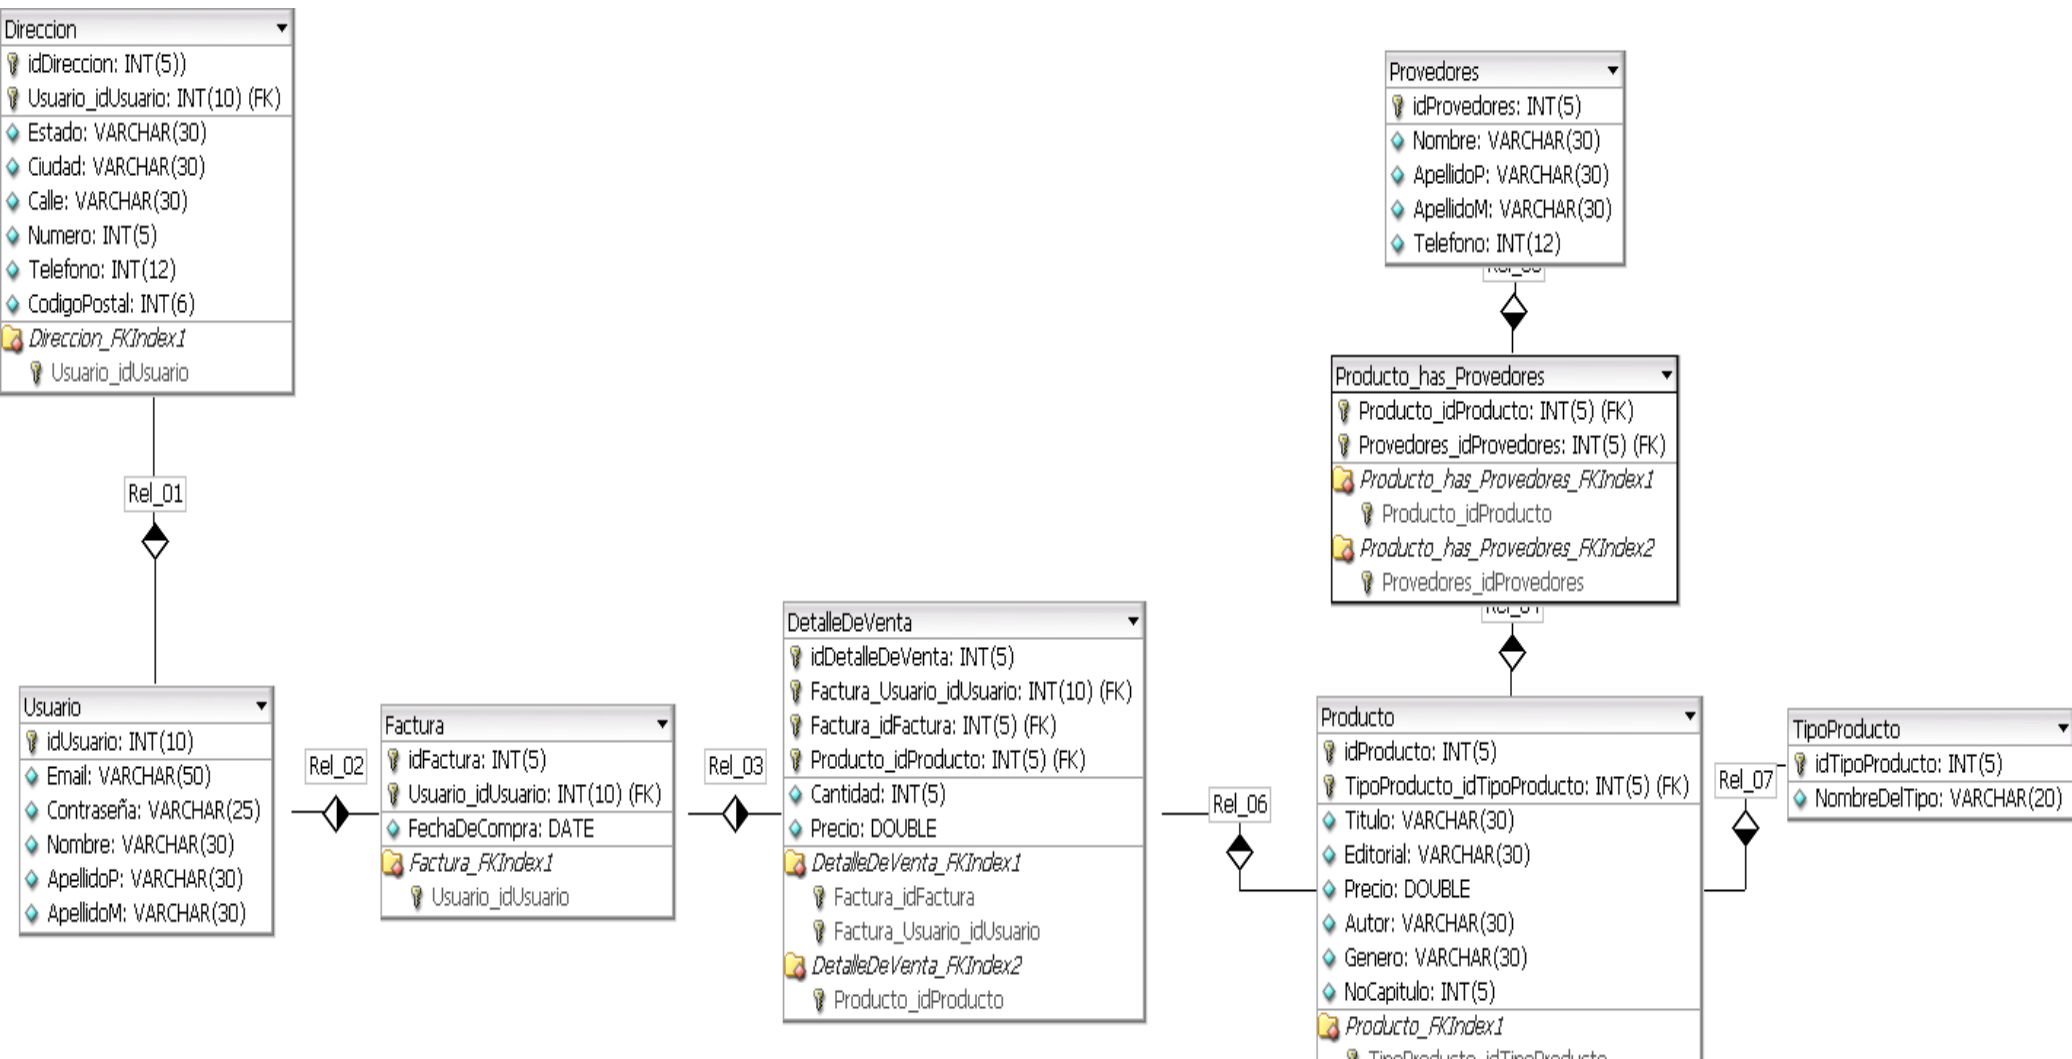 Direccion
idDireccion: INT(5))
Usuario_idUsuario: INT(10) (FK)
Estado: VARCHAR(30)
Ciudad: VARCHAR(30)
Calle: VARCHAR(30)
Numero: INT(5)
Telefono: INT(12)
CodigoPostal: INT(6)
Direccion_FKIndex1
Usuario_idUsuario
Rel_01
Usuario
idUsuario: INT(10)
Email: VARCHAR(50)
Contraseña: VARCHAR(25)
Nombre: VARCHAR(30)
ApellidoP: VARCHAR(30)
ApellidoM: VARCHAR(30)
Rel_02
Factura
idFactura: INT(5)
Usuario_idUsuario: INT(10) (FK)
FechaDeCompra: DATE
Factura_FKIndex1
Usuario_idUsuario
Rel_03
DetalleDeVenta
idDetalleDeVenta: INT(5)
Factura_Usuario_idUsuario: INT(10) (FK)
Factura_idFactura: INT(5) (FK)
Producto_idProducto: INT(5) (FK)
Cantidad: INT(5)
Precio: DOUBLE
DetalleDeVenta_FKIndex1
Factura_idFactura
Factura_Usuario_idUsuario
DetalleDeVenta_FKIndex2
Producto_idProducto
Rel_06
Provedores
idProvedores: INT(5)
Nombre: VARCHAR(30)
ApellidoP: VARCHAR(30)
ApellidoM: VARCHAR(30)
Telefono: INT(12)
Producto_has_Provedores
Producto_idProducto: INT(5) (FK)
Provedores_idProvedores: INT(5) (FK)
Producto_has_Provedores_FKIndex1
Producto_idProducto
Producto_has_Provedores_FKIndex2
Provedores_idProvedores
Producto
idProducto: INT(5)
TipoProducto_idTipoProducto: INT(5) (FK)
Titulo: VARCHAR(30)
Editorial: VARCHAR(30)
Precio: DOUBLE
Autor: VARCHAR(30)
Genero: VARCHAR(30)
NoCapitulo: INT(5)
Producto_FKIndex1
TipoProducto_idTipoProducto
Rel_07
TipoProducto
idTipoProducto: INT(5)
NombreDelTipo: VARCHAR(20)